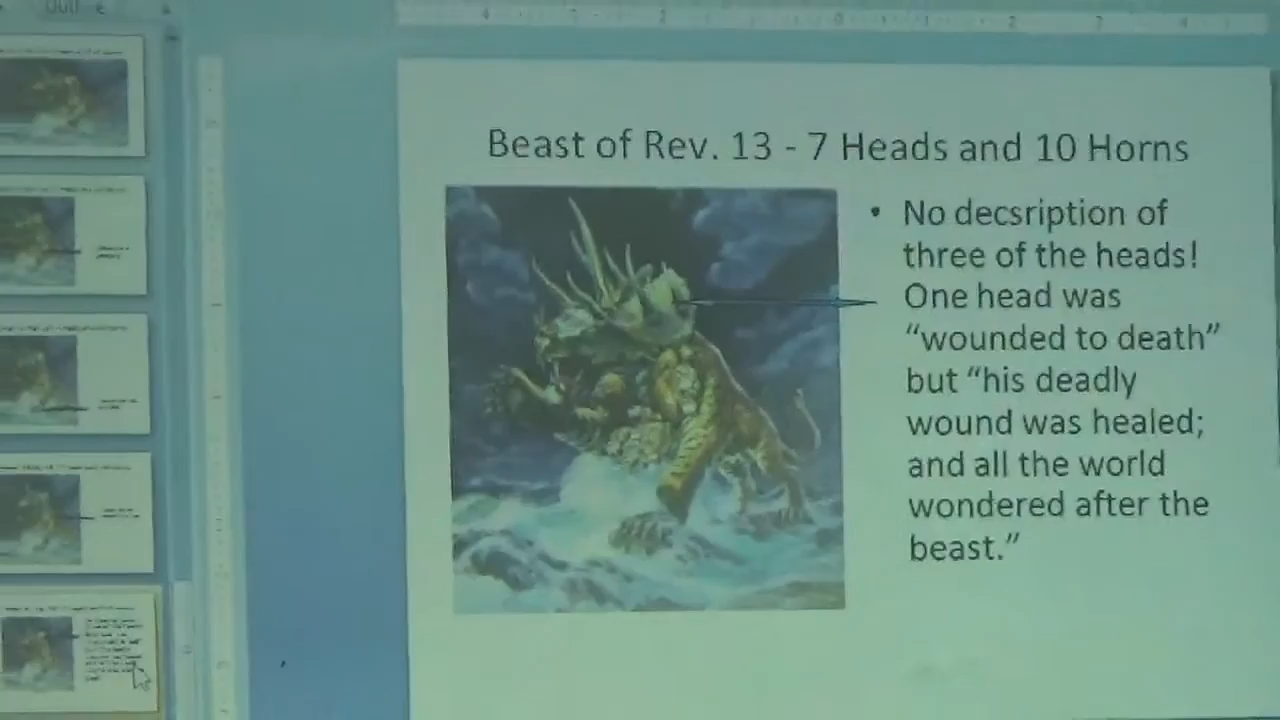 Beast of Rev. 13 - 7 Heads and 10 Horns
• No decsription of
three of the heads!
One head was
“wounded to death”
but “his deadly
wound was healed;
and all the world
wondered after the
beast.”